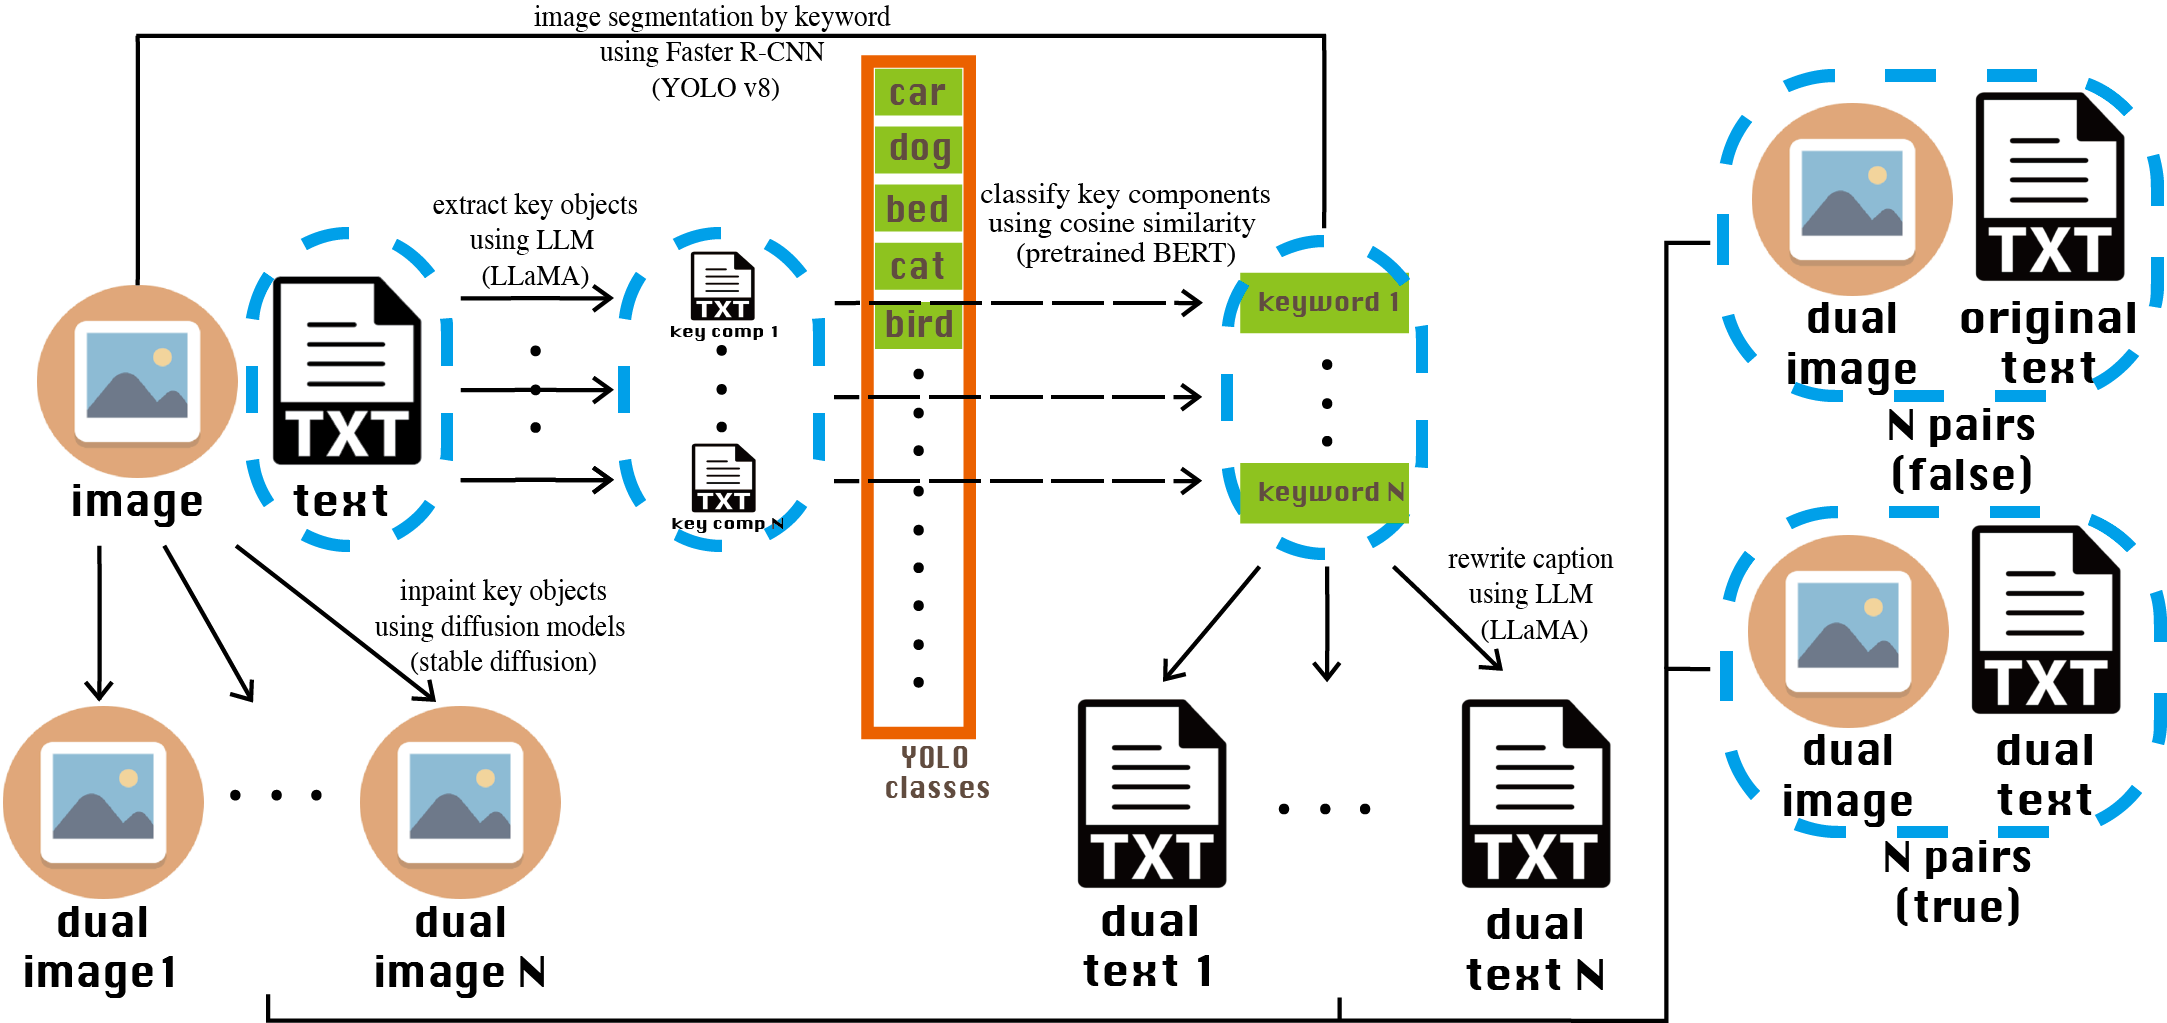 image segmentation by keyword
using Faster R-CNN
(YOLO v8)
car
dog
bed
cat
bird
YOLO
classes
extract key objects
using LLM
(LLaMA)
classify key components
using cosine similarity
(pretrained BERT)
TXT
image
text
TXT
key comp 1
TXT
key comp N
keyword 1
keyword N
inpaint key objects
using diffusion models
(stable diffusion)
rewrite caption
using LLM
(LLaMA)
dual
image1
dual
image N
TXT
dual
text 1
TXT
dual
text N
TXT
dual
image
original
text
N pairs
(false)
TXT
dual
image
dual
text
N pairs
(true)